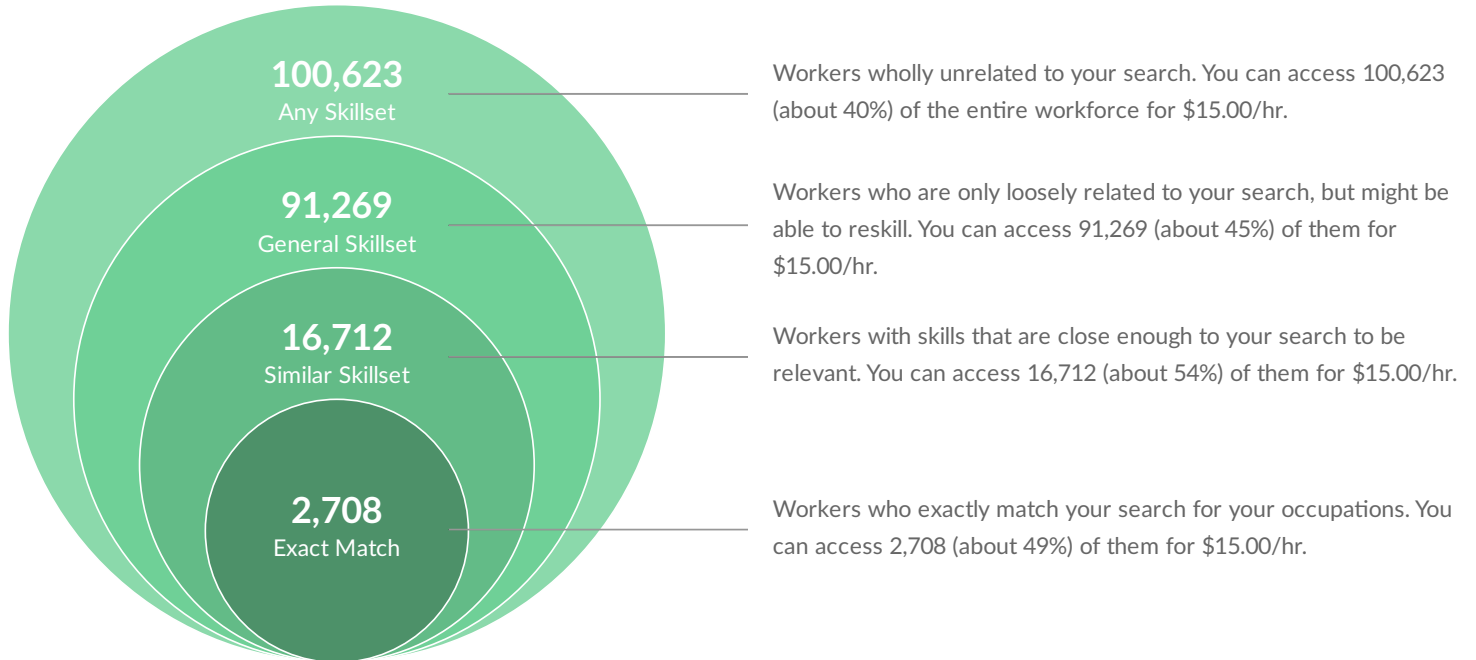 100,623
Any Skillset
Workers wholly unrelated to your search. You can access 100,623
(about 40%) of the entire workforce for $15.00/hr.
91,269
General Skillset
Workers who are only loosely related to your search, but might be
able to reskill. You can access 91,269 (about 45%) of them for
$15.00/hr.
16,712
Similar Skillset
Workers with skills that are close enough to your search to be
relevant. You can access 16,712 (about 54%) of them for $15.00/hr.
2,708
Exact Match
Workers who exactly match your search for your occupations. You
can access 2,708 (about 49%) of them for $15.00/hr.